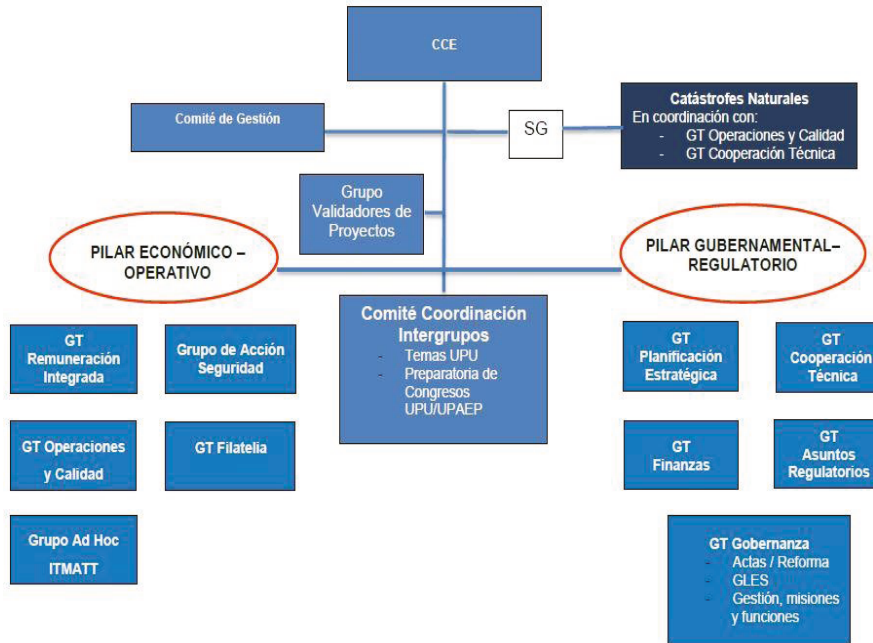 CCE
Comité de Gestión
SG
Catástrofes Naturales
En coordinación con:
- GT Operaciones y Calidad
- GT Cooperación Técnica
Grupo
Validadores de
Proyectos
PILAR ECONÓMICO –
OPERATIVO
PILAR GUBERNAMENTAL–
REGULATORIO
Comité Coordinación
Intergrupos
- Temas UPU
- Preparatoria de
Congresos
UPU/UPAEP
GT
Remuneración
Integrada
Grupo de Acción
Seguridad
GT Operaciones
y Calidad
GT Filatelia
Grupo Ad Hoc
ITMATT
GT
Planificación
Estratégica
GT
Cooperación
Técnica
GT
Finanzas
GT
Asuntos
Regulatorios
GT Gobernanza
- Actas / Reforma
- GLES
- Gestión, misiones
y funciones